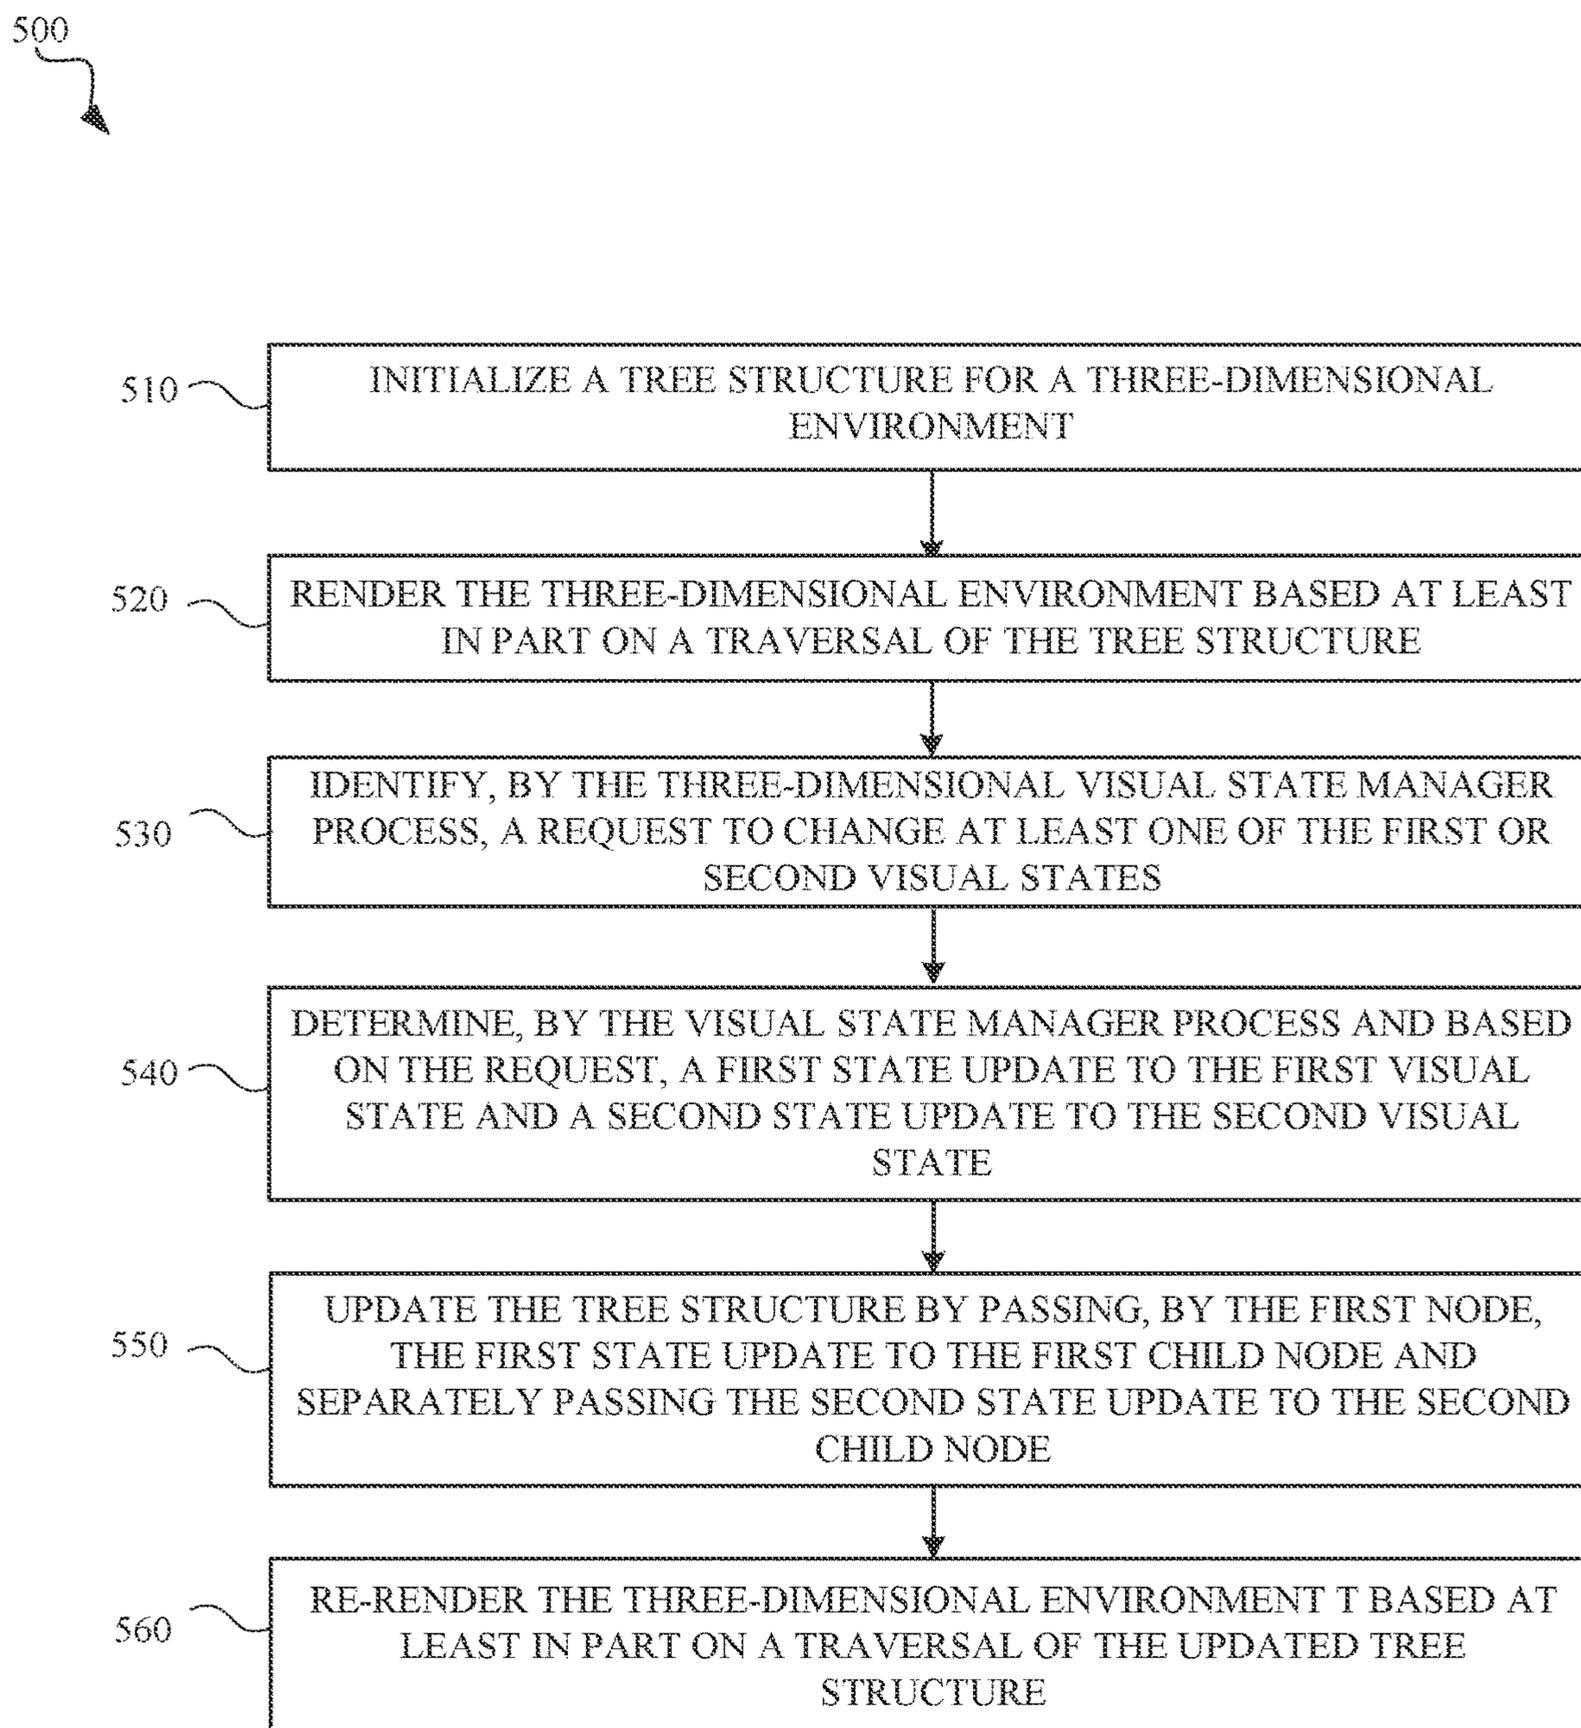 500
510
INITIALIZE A TREE STRUCTURE FOR A THREE-DIMENSIONAL
ENVIRONMENT
520
RENDER THE THREE-DIMENSIONAL ENVIRONMENT BASED AT LEAST
IN PART ON A TRAVERSAL OF THE TREE STRUCTURE
530
IDENTIFY, BY THE THREE-DIMENSIONAL VISUAL STATE MANAGER
PROCESS, A REQUEST TO CHANGE AT LEAST ONE OF THE FIRST OR
SECOND VISUAL STATES
540
DETERMINE, BY THE VISUAL STATE MANAGER PROCESS AND BASED
ON THE REQUEST, A FIRST STATE UPDATE TO THE FIRST VISUAL
STATE AND A SECOND STATE UPDATE TO THE SECOND VISUAL
STATE
550
UPDATE THE TREE STRUCTURE BY PASSING, BY THE FIRST NODE,
THE FIRST STATE UPDATE TO THE FIRST CHILD NODE AND
SEPARATELY PASSING THE SECOND STATE UPDATE TO THE SECOND
CHILD NODE
560
RE-RENDER THE THREE-DIMENSIONAL ENVIRONMENT T BASED AT
LEAST IN PART ON A TRAVERSAL OF THE UPDATED TREE
STRUCTURE